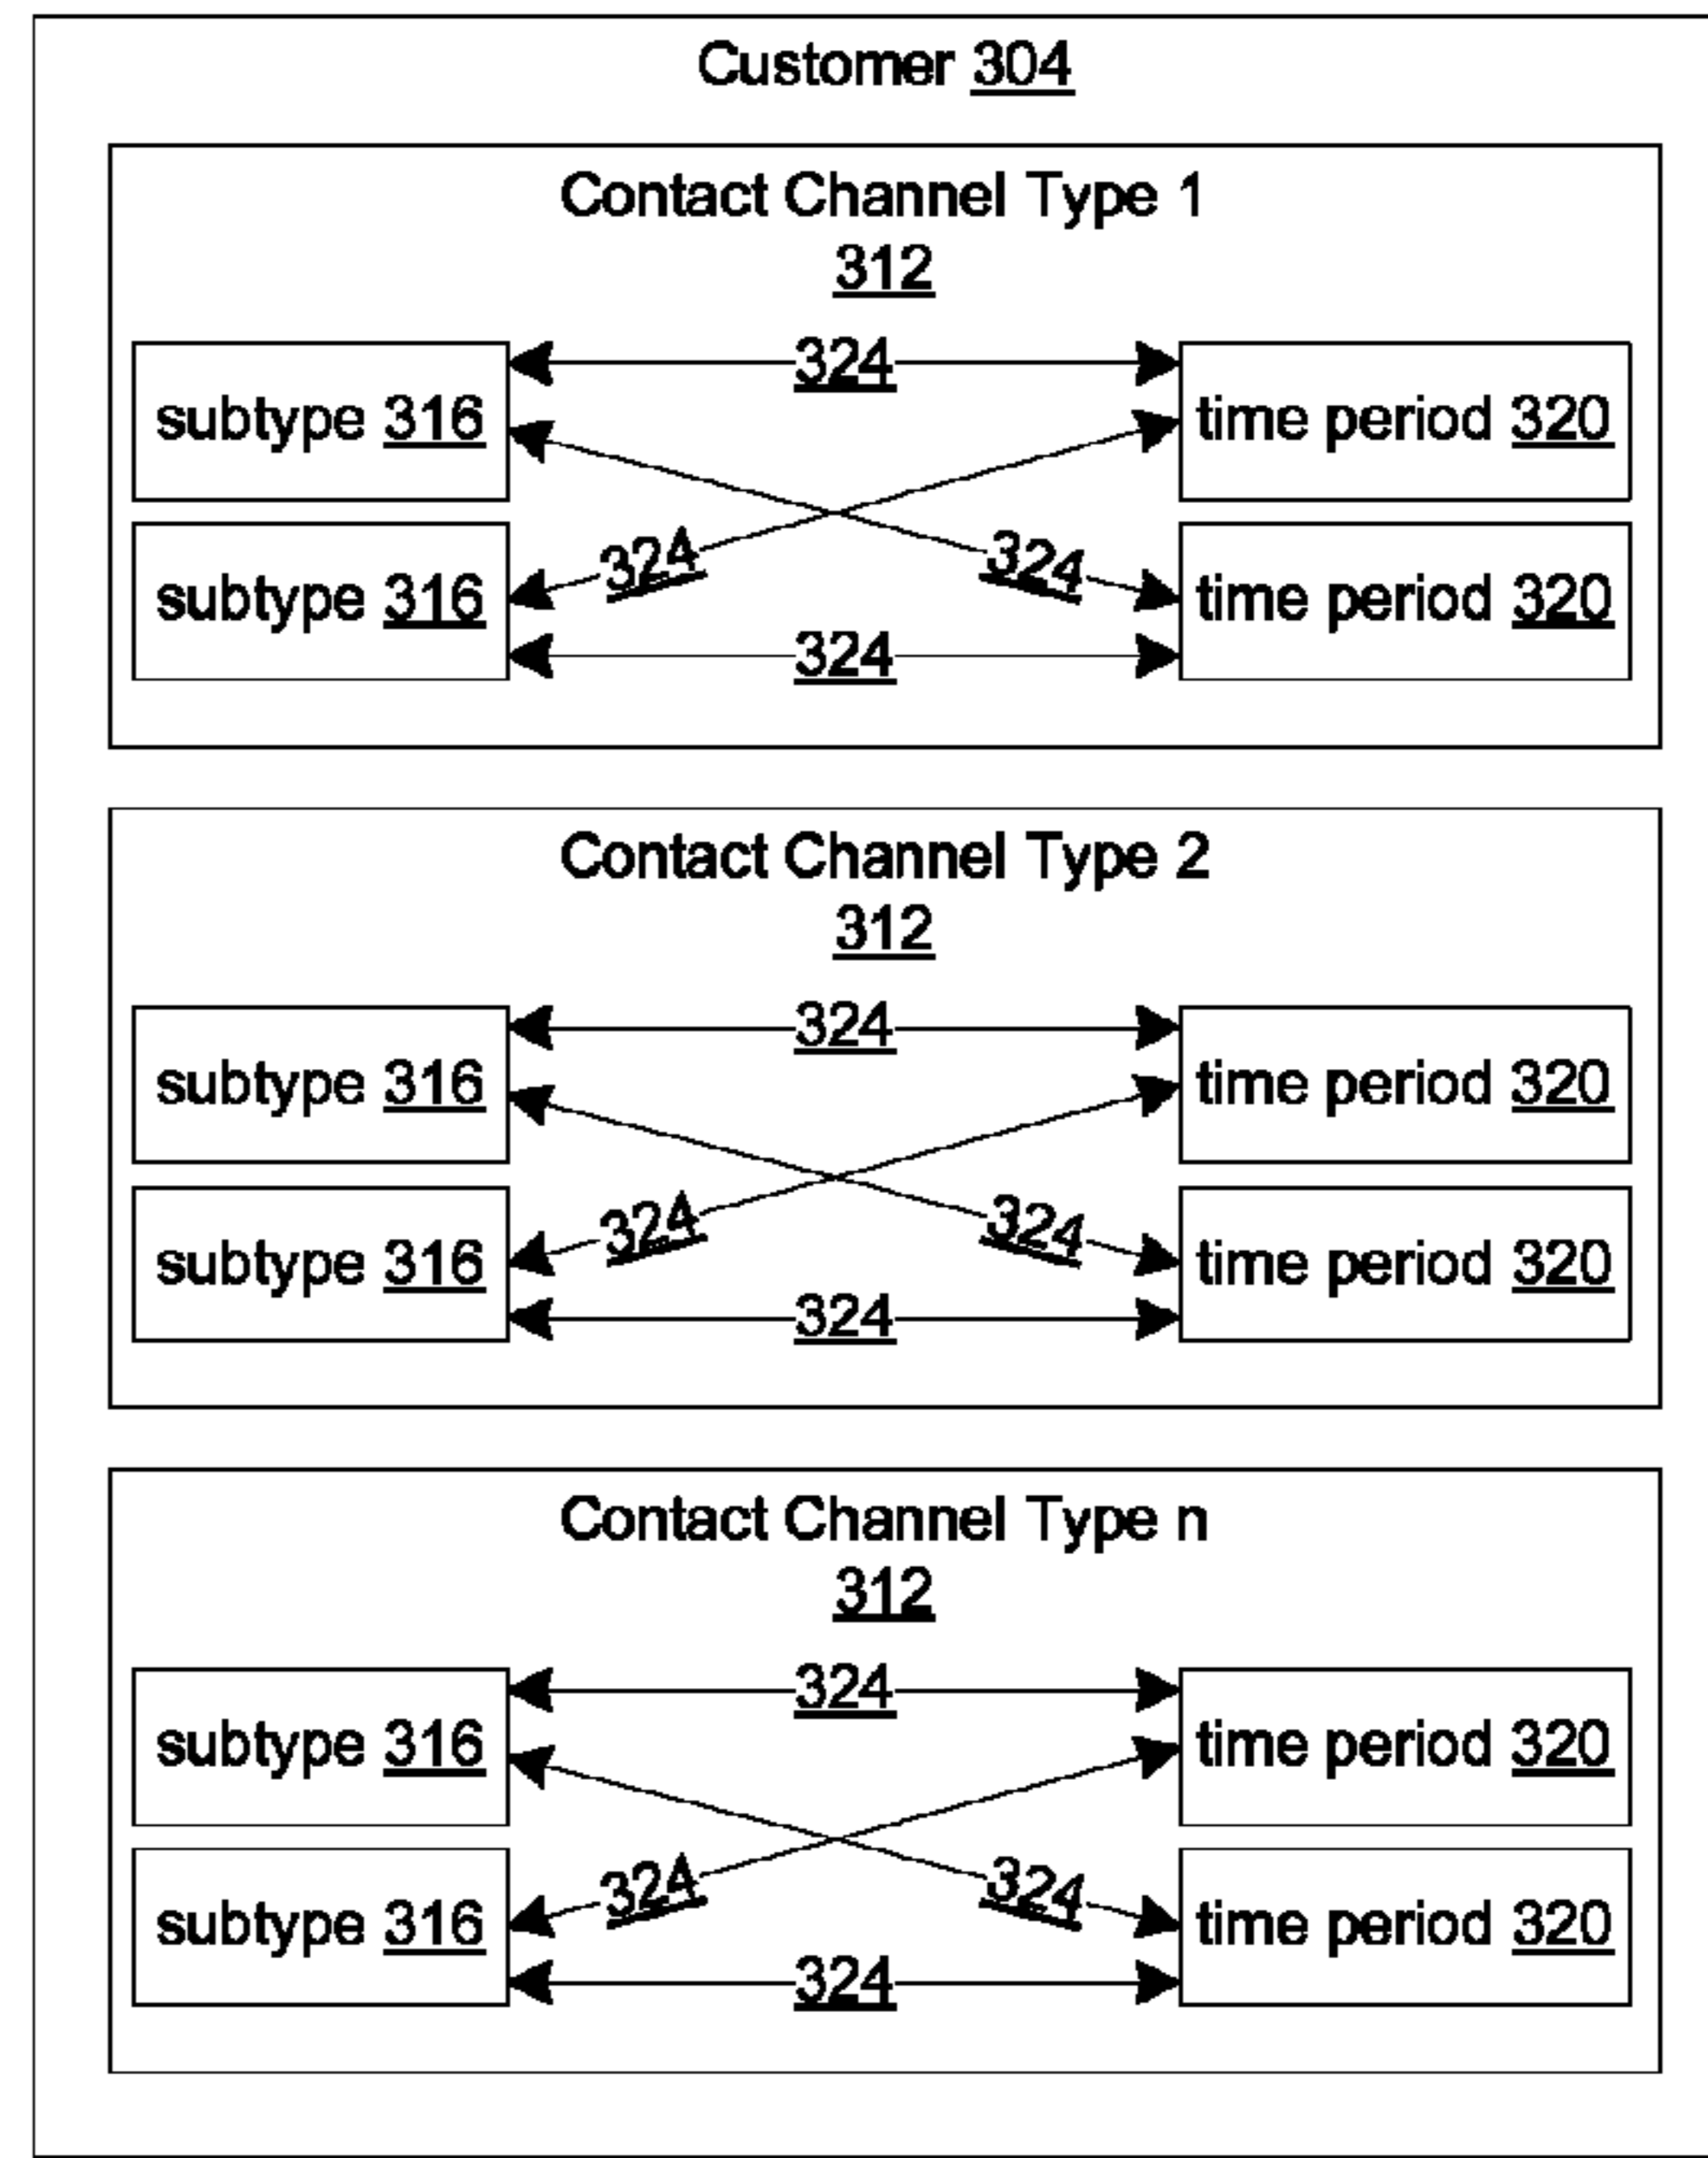 Customer 304
Contact Channel Type 1
312
324
subtype 316
time period 320
324
324
subtype 316
time period 320
324
Contact Channel Type 2
312
324
subtype 316
time period 320
324
324
subtype 316
time period 320
324
Contact Channel Type n
312
324
subtype 316
time period 320
324
324
subtype 316
time period 320
324